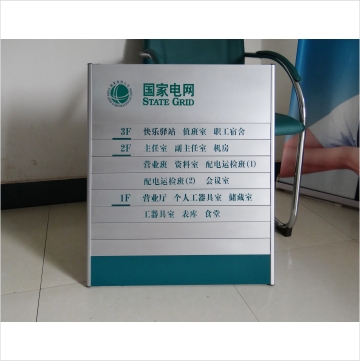 国家电网
STATE GRID
3F 快乐驿站 值班室 职工宿舍
2F 主任室 副主任室 机房
营业班 资料室 配电运检班(1)
配电运检班(2) 会议室
1F 营业厅 个人工器具室 储藏室
工器具室 表库 食堂